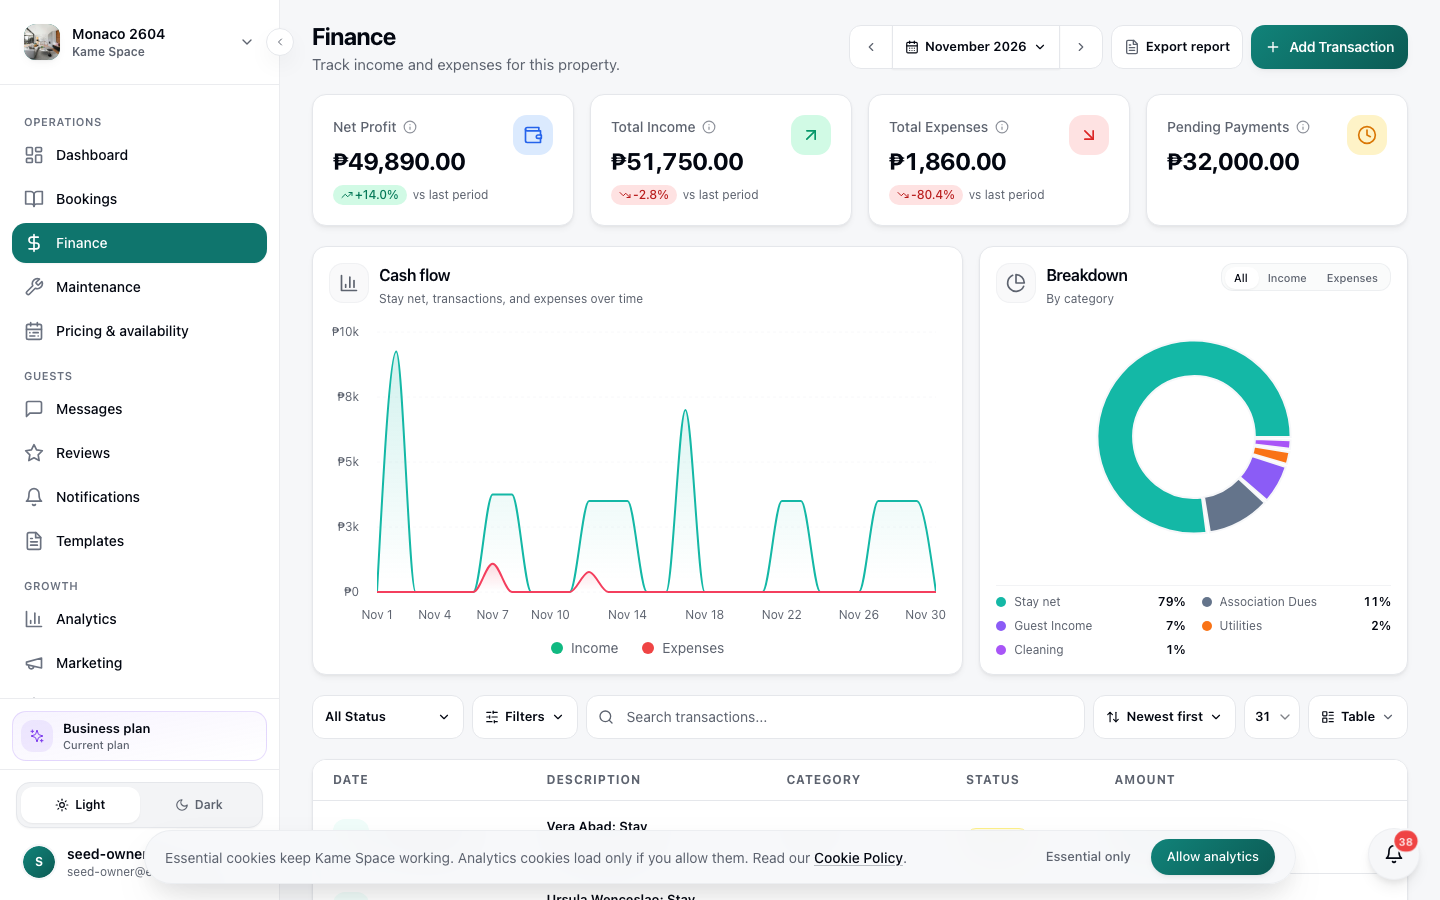 Monaco 2604
Kame Space
OPERATIONS
Dashboard
Bookings
Finance
Maintenance
Pricing & availability
GUESTS
Messages
Reviews
Notifications
Templates
GROWTH
Analytics
Marketing
Business plan
Current plan
Light
Dark
S
seed-owner
seed-owner@e
Finance
Track income and expenses for this property.
November 2026
Export report
Add Transaction
Net Profit
₱49,890.00
+14.0% vs last period
Total Income
₱51,750.00
-2.8% vs last period
Total Expenses
₱1,860.00
-80.4% vs last period
Pending Payments
₱32,000.00
Cash flow
Stay net, transactions, and expenses over time
₱10k
₱8k
₱5k
₱3k
₱0
Nov 1 Nov 4 Nov 7 Nov 10 Nov 14 Nov 18 Nov 22 Nov 26 Nov 30
Income Expenses
Breakdown
By category
All Income Expenses
Stay net 79% Association Dues 11%
Guest Income 7% Utilities 2%
Cleaning 1%
All Status
Filters
Search transactions...
Newest first
31
Table
DATE DESCRIPTION CATEGORY STATUS AMOUNT
Vera Abad: Stay
Essential cookies keep Kame Space working. Analytics cookies load only if you allow them. Read our Cookie Policy.
Essential only
Allow analytics
38
Ursula Wenceslao: Stay